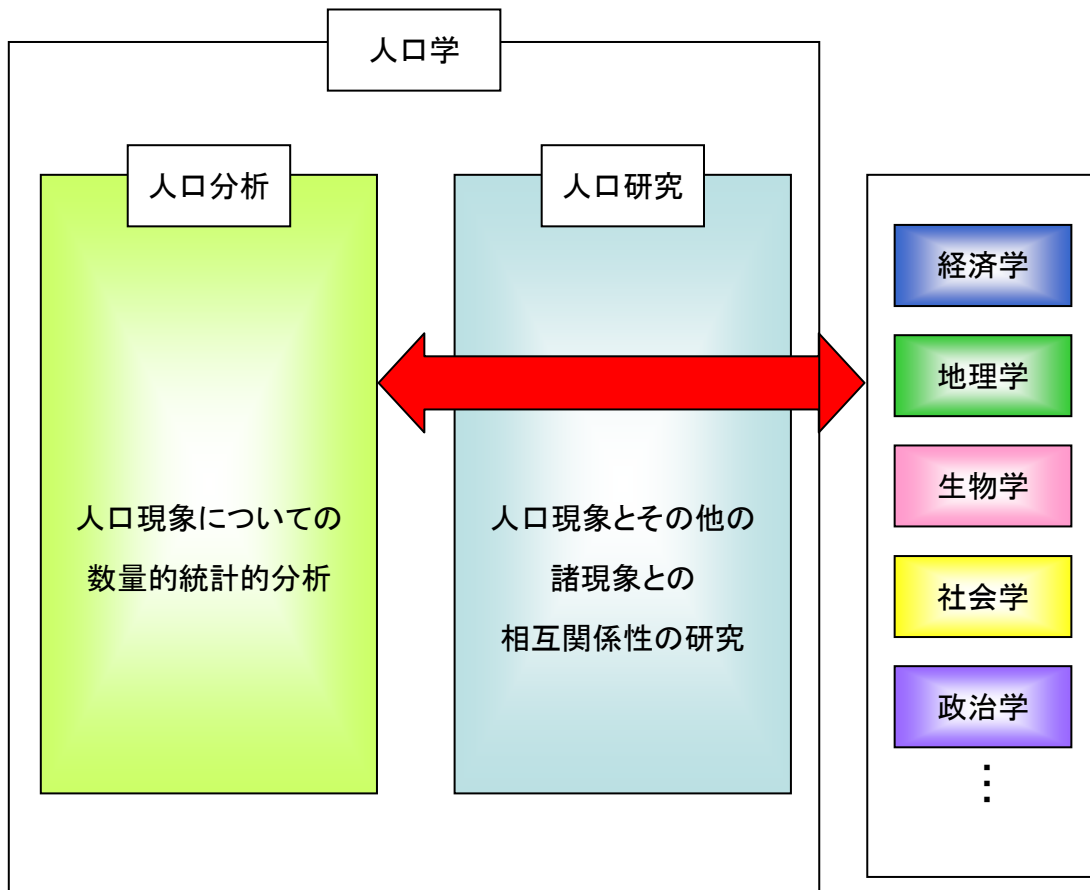 人口学
人口分析
人口現象についての
数量的統計的分析
人口研究
人口現象とその他の
諸現象との
相互関係性の研究
経済学
地理学
生物学
社会学
政治学
⋮